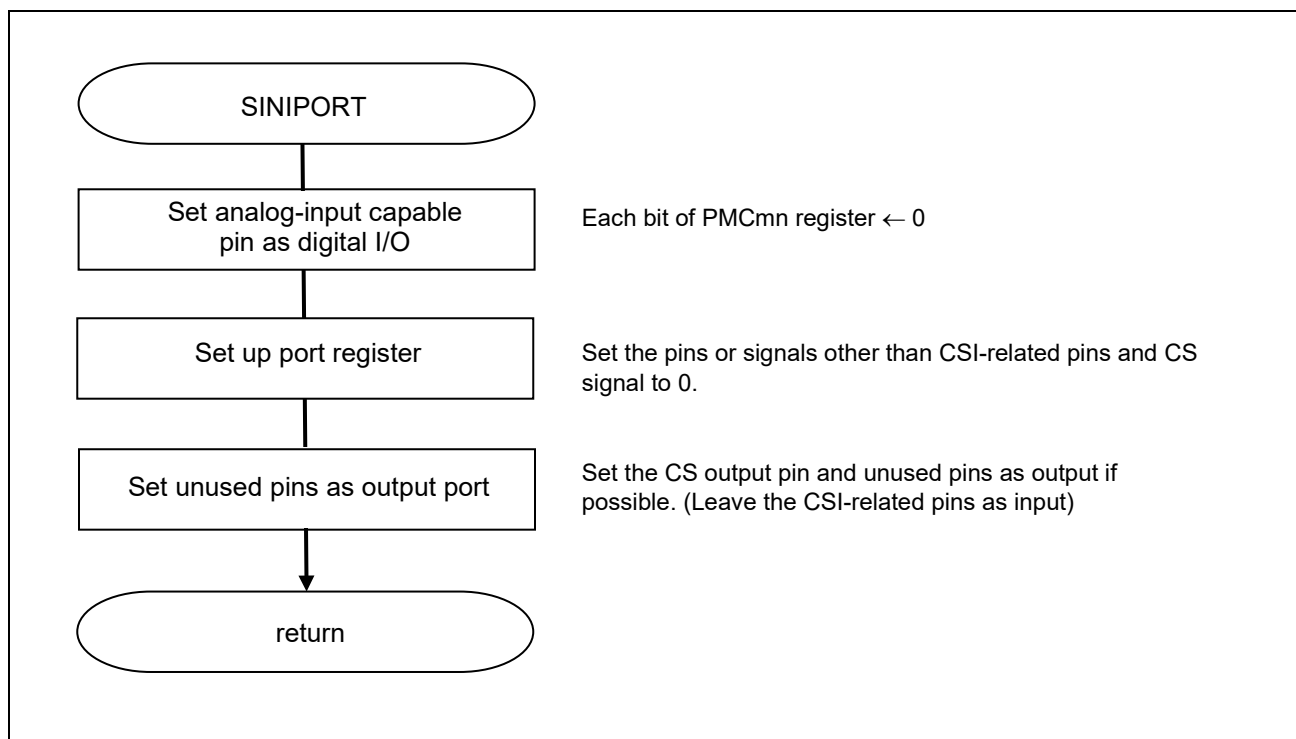 SINIPORT
Set analog-input capable
pin as digital I/O
Each bit of PMCmn register ← 0
Set up port register
Set the pins or signals other than CSI-related pins and CS
signal to 0.
Set unused pins as output port
Set the CS output pin and unused pins as output if
possible. (Leave the CSI-related pins as input)
return